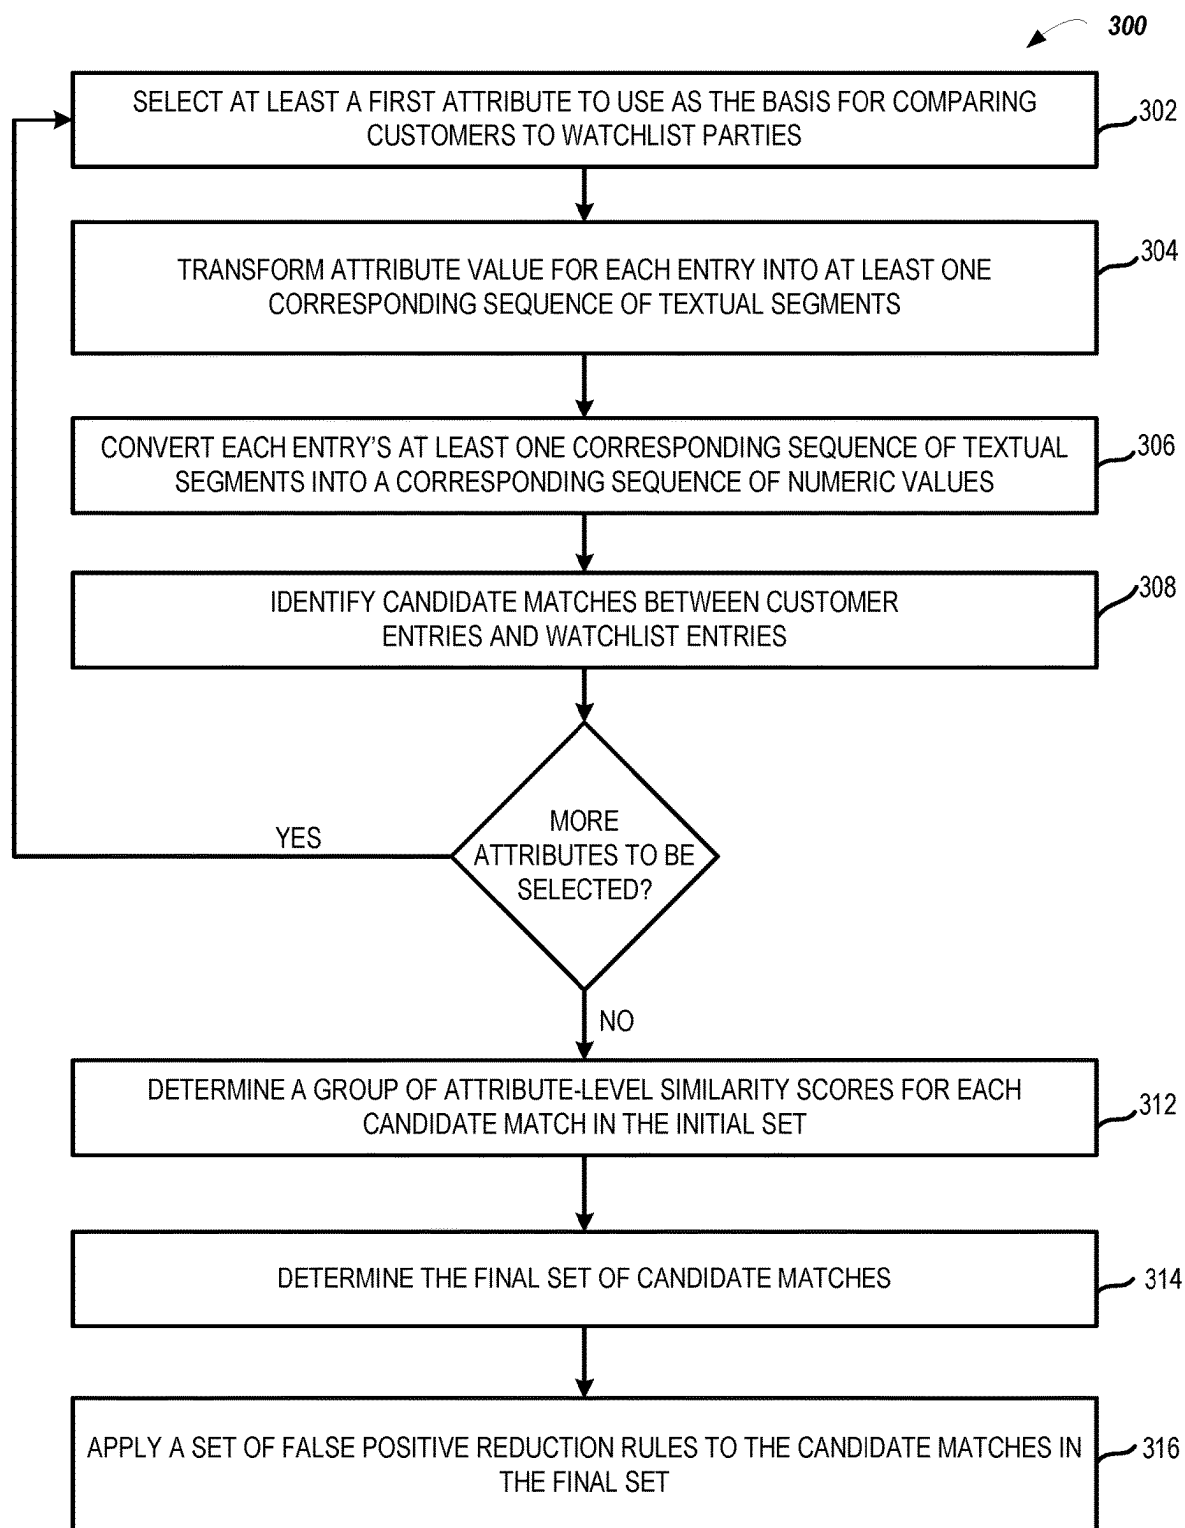 300
SELECT AT LEAST A FIRST ATTRIBUTE TO USE AS THE BASIS FOR COMPARING
CUSTOMERS TO WATCHLIST PARTIES
302
TRANSFORM ATTRIBUTE VALUE FOR EACH ENTRY INTO AT LEAST ONE
CORRESPONDING SEQUENCE OF TEXTUAL SEGMENTS
304
CONVERT EACH ENTRY'S AT LEAST ONE CORRESPONDING SEQUENCE OF TEXTUAL
SEGMENTS INTO A CORRESPONDING SEQUENCE OF NUMERIC VALUES
306
IDENTIFY CANDIDATE MATCHES BETWEEN CUSTOMER
ENTRIES AND WATCHLIST ENTRIES
308
MORE
ATTRIBUTES TO BE
SELECTED?
YES
NO
DETERMINE A GROUP OF ATTRIBUTE-LEVEL SIMILARITY SCORES FOR EACH
CANDIDATE MATCH IN THE INITIAL SET
312
DETERMINE THE FINAL SET OF CANDIDATE MATCHES
314
APPLY A SET OF FALSE POSITIVE REDUCTION RULES TO THE CANDIDATE MATCHES IN
THE FINAL SET
316